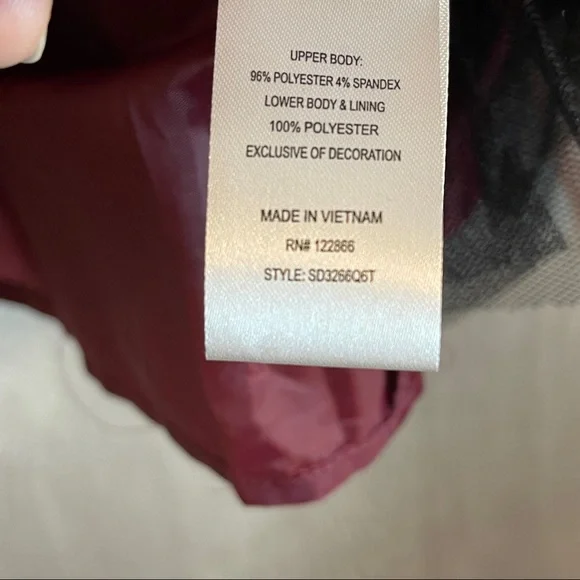 UPPER BODY:
96% POLYESTER 4% SPANDEX
LOWER BODY & LINING
100% POLYESTER
EXCLUSIVE OF DECORATION
MADE IN VIETNAM
RN# 122866
STYLE: SD3266Q6T